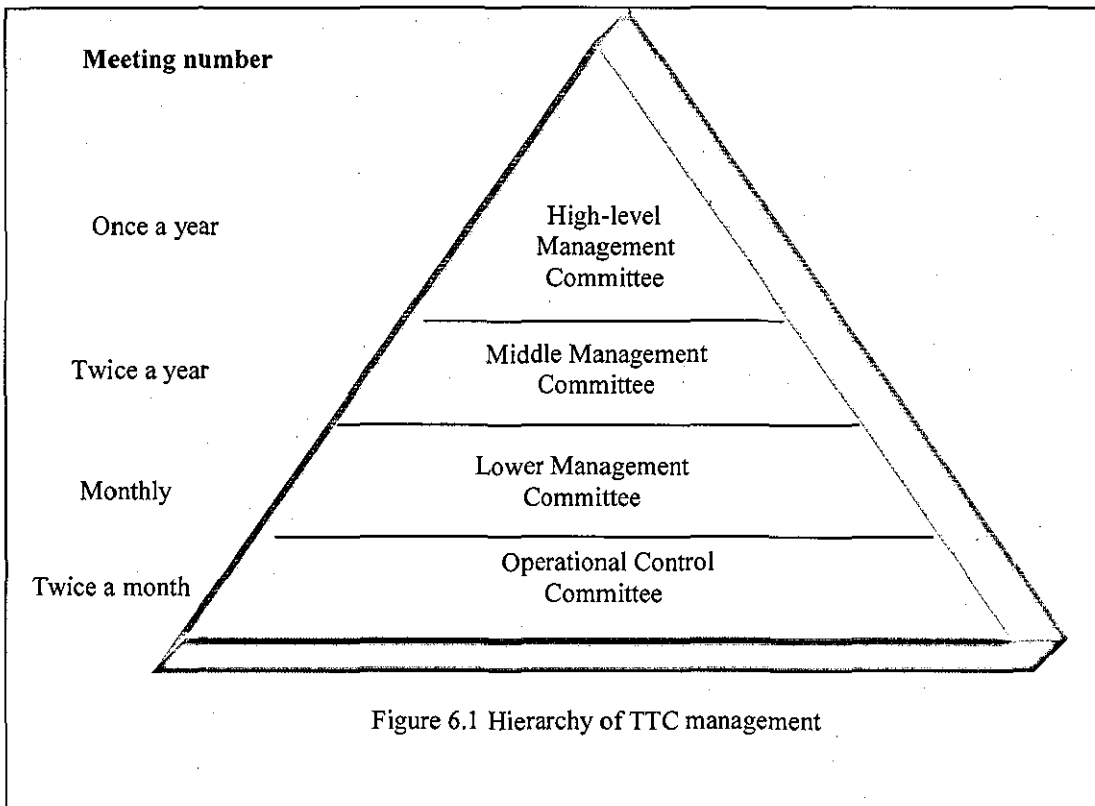 Meeting number
Once a year
High-level
Management
Committee
Twice a year
Middle Management
Committee
Monthly
Lower Management
Committee
Twice a month
Operational Control
Committee
Figure 6.1 Hierarchy of TTC management